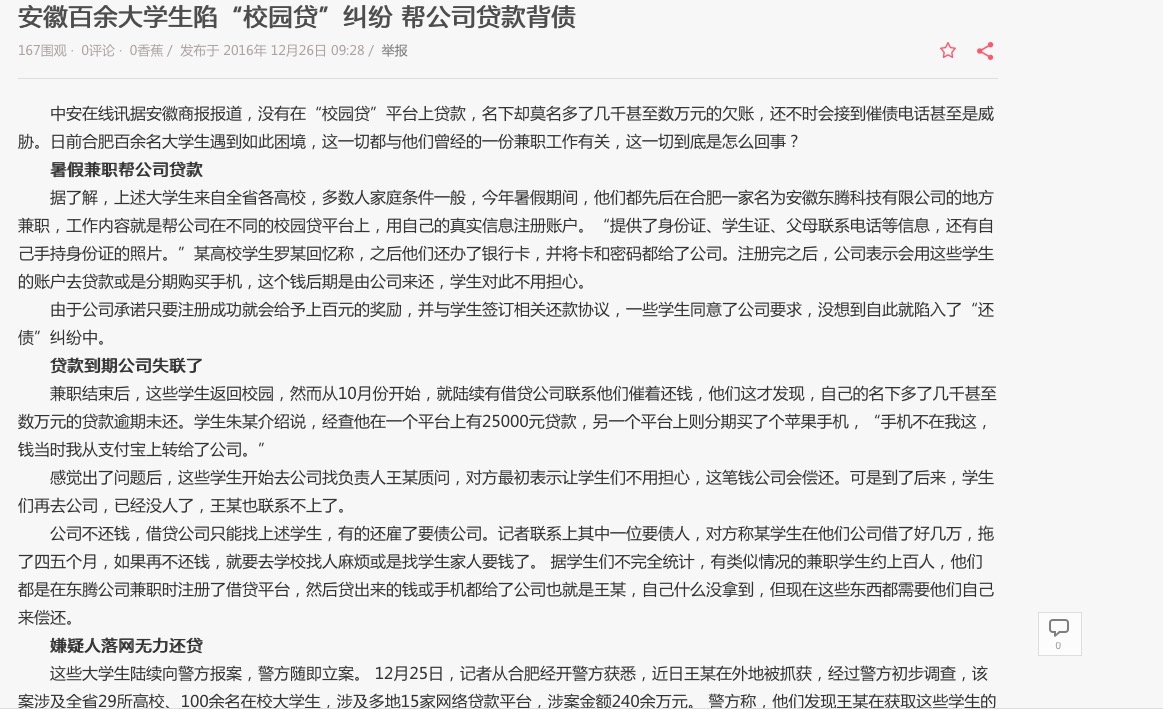 安徽百余大学生陷“校园贷”纠纷 帮公司贷款背债
167围观· 0评论· 0香蕉 / 发布于 2016年 12月26日 09:28 / 举报
中安在线讯据安徽商报报道，没有在“校园贷”平台上贷款，名下却莫名多了几千甚至数万元的欠账，还不时会接到催债电话甚至是威
胁。日前合肥百余名大学生遇到如此困境，这一切都与他们曾经的一份兼职工作有关，这一切到底是怎么回事？
暑假兼职帮公司贷款
据了解，上述大学生来自全省各高校，多数人家庭条件一般，今年暑假期间，他们都先后在合肥一家名为安徽东腾科技有限公司的地方
兼职，工作内容就是帮公司在不同的校园贷平台上，用自己的真实信息注册账户。“提供了身份证、学生证、父母联系电话等信息，还有自
己手持身份证的照片。”某高校学生罗某回忆称，之后他们还办了银行卡，并将卡和密码都给了公司。注册完之后，公司表示会用这些学生
的账户去贷款或是分期购买手机，这个钱后期是由公司来还，学生对此不用担心。
由于公司承诺只要注册成功就会给予上百元的奖励，并与学生签订相关还款协议，一些学生同意了公司要求，没想到自此就陷入了“还
债”纠纷中。
贷款到期公司失联了
兼职结束后，这些学生返回校园，然而从10月份开始，就陆续有借贷公司联系他们催着还钱，他们这才发现，自己的名下多了几千甚至
数万元的贷款逾期未还。学生朱某介绍说，经查他在一个平台上有25000元贷款，另一个平台上则分期买了个苹果手机，“手机不在我这，
钱当时我从支付宝上转给了公司。”
感觉出了问题后，这些学生开始去公司找负责人王某质问，对方最初表示让学生们不用担心，这笔钱公司会偿还。可是到了后来，学生
们再去公司，已经没人了，王某也联系不上了。
公司不还钱，借贷公司只能找上述学生，有的还雇了要债公司。记者联系上其中一位要债人，对方称某学生在他们公司借了好几万，拖
了四五个月，如果再不还钱，就要去学校找人麻烦或是找学生家人要钱了。 据学生们不完全统计，有类似情况的兼职学生约上百人，他们
都是在东腾公司兼职时注册了借贷平台，然后贷出来的钱或手机都给了公司也就是王某，自己什么没拿到，但现在这些东西都需要他们自己
来偿还。
嫌疑人落网无力还贷
这些大学生陆续向警方报案，警方随即立案。 12月25日，记者从合肥经开警方获悉，近日王某在外地被抓获，经过警方初步调查，该
案涉及全省29所高校、100余名在校大学生，涉及多地15家网络贷款平台，涉案金额240余万元。 警方称，他们发现王某在获取这些学生的
0